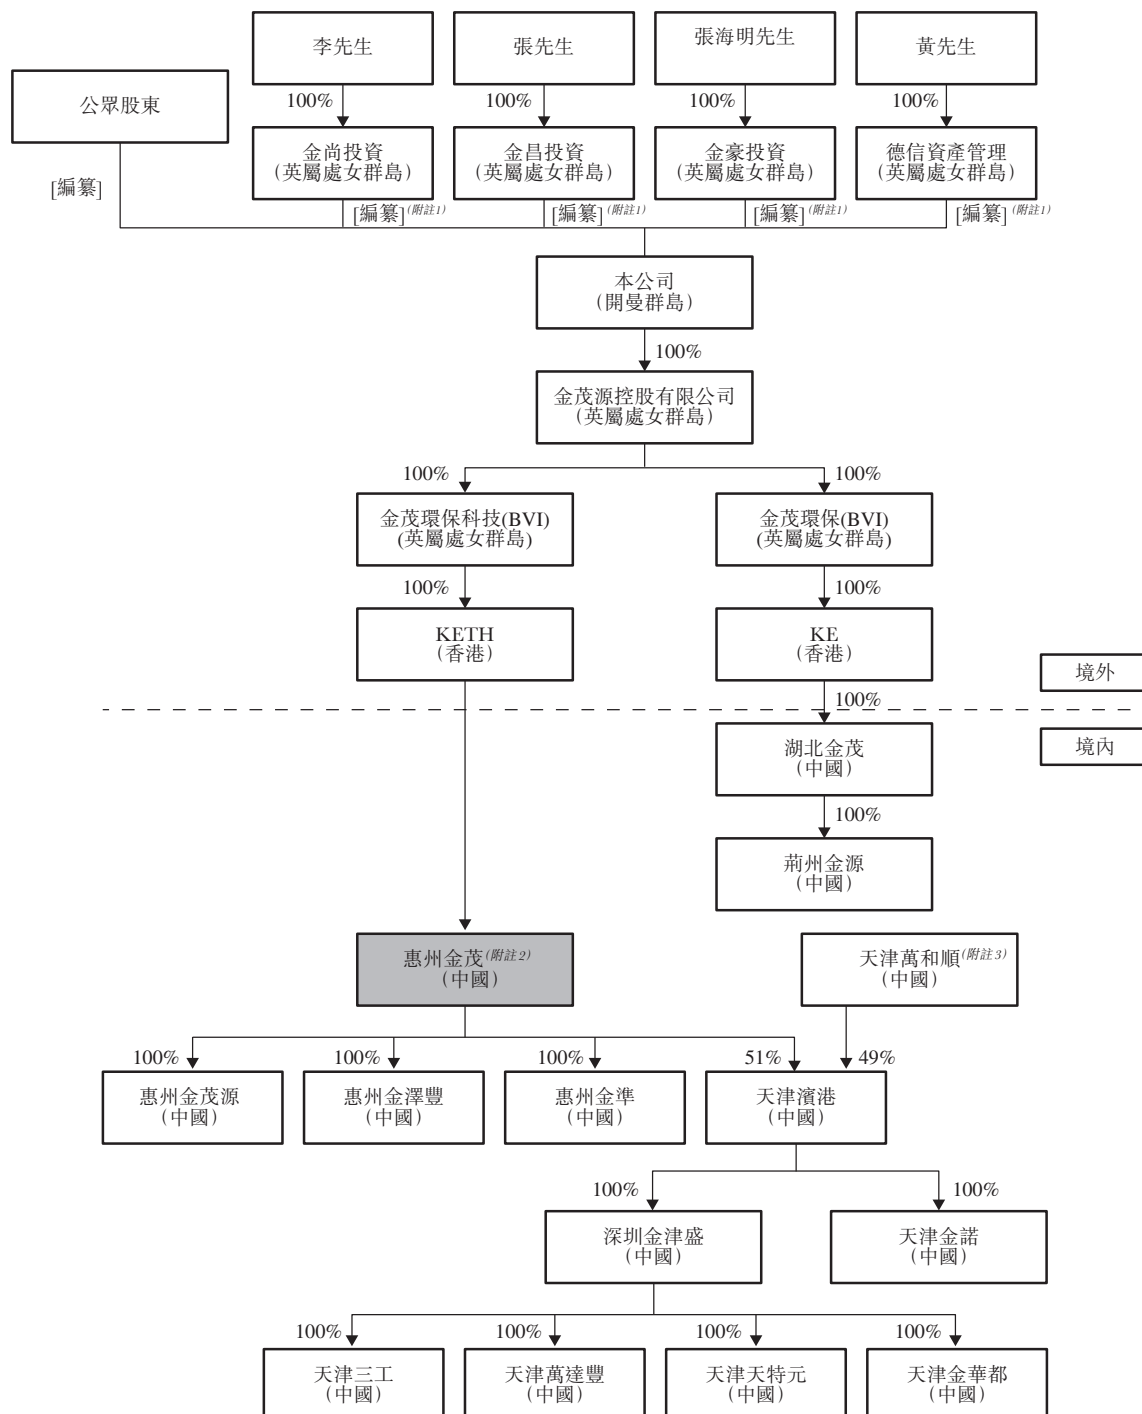 李先生
張先生
張海明先生
黃先生
公眾股東
100%
100%
100%
100%
金尚投資
(英屬處女群島)
金昌投資
(英屬處女群島)
金豪投資
(英屬處女群島)
德信資產管理
(英屬處女群島)
[編纂]
[編纂](附註1)
[編纂](附註1)
[編纂](附註1)
[編纂](附註1)
本公司
(開曼群島)
100%
金茂源控股有限公司
(英屬處女群島)
100%
100%
金茂環保科技(BVI)
(英屬處女群島)
金茂環保(BVI)
(英屬處女群島)
100%
100%
KETH
(香港)
KE
(香港)
境外
100%
境內
湖北金茂
(中國)
100%
荊州金源
(中國)
惠州金茂(附註2)
(中國)
天津萬和順(附註3)
(中國)
100%
100%
100%
51%
49%
惠州金茂源
(中國)
惠州金澤豐
(中國)
惠州金準
(中國)
天津濱港
(中國)
100%
100%
深圳金津盛
(中國)
天津金諾
(中國)
100%
100%
100%
100%
天津三工
(中國)
天津萬達豐
(中國)
天津天特元
(中國)
天津金華都
(中國)